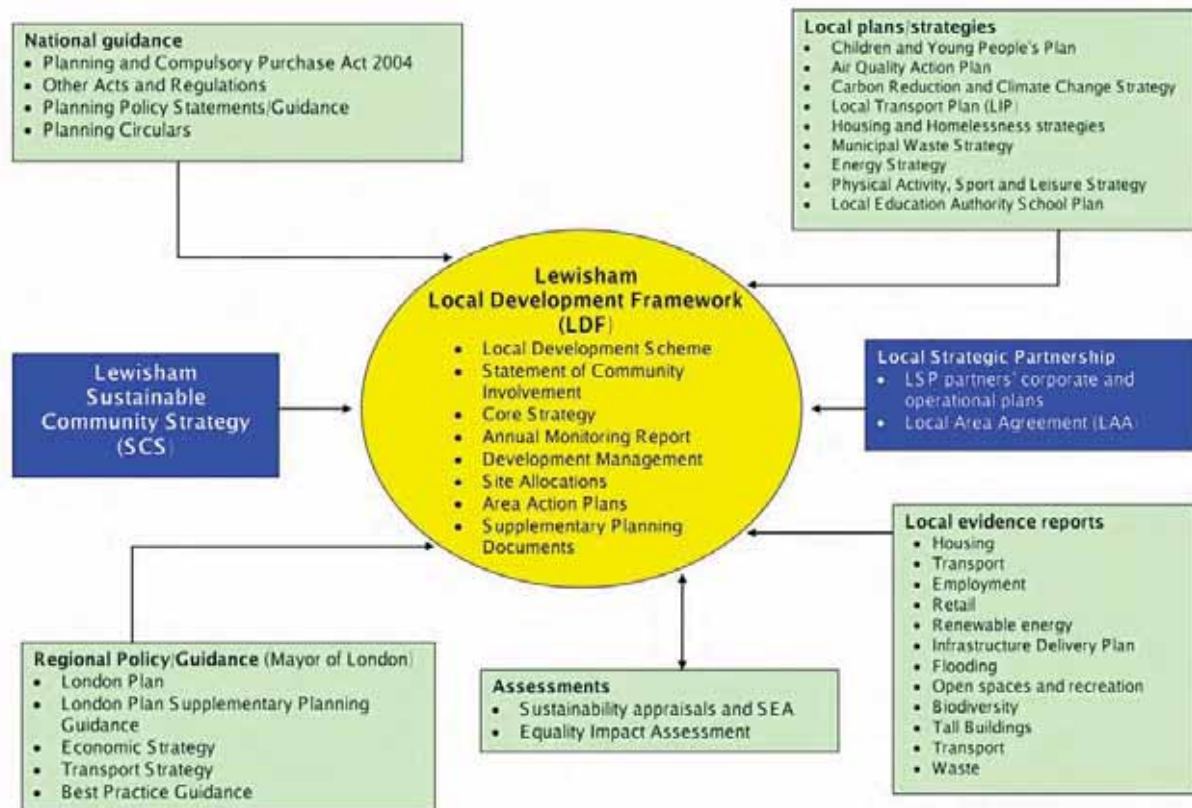 National guidance
• Planning and Compulsory Purchase Act 2004
• Other Acts and Regulations
• Planning Policy Statements/Guidance
• Planning Circulars
Local plans/strategies
• Children and Young People's Plan
• Air Quality Action Plan
• Carbon Reduction and Climate Change Strategy
• Local Transport Plan (LIP)
• Housing and Homelessness strategies
• Municipal Waste Strategy
• Energy Strategy
• Physical Activity, Sport and Leisure Strategy
• Local Education Authority School Plan
Lewisham
Local Development Framework
(LDF)
• Local Development Scheme
• Statement of Community
Involvement
• Core Strategy
• Annual Monitoring Report
• Development Management
• Site Allocations
• Area Action Plans
• Supplementary Planning
Documents
Lewisham
Sustainable
Community Strategy
(SCS)
Local Strategic Partnership
• LSP partners' corporate and
operational plans
• Local Area Agreement (LAA)
Regional Policy/Guidance (Mayor of London)
• London Plan
• London Plan Supplementary Planning
Guidance
• Economic Strategy
• Transport Strategy
• Best Practice Guidance
Assessments
• Sustainability appraisals and SEA
• Equality Impact Assessment
Local evidence reports
• Housing
• Transport
• Employment
• Retail
• Renewable energy
• Infrastructure Delivery Plan
• Flooding
• Open spaces and recreation
• Biodiversity
• Tall Buildings
• Transport
• Waste